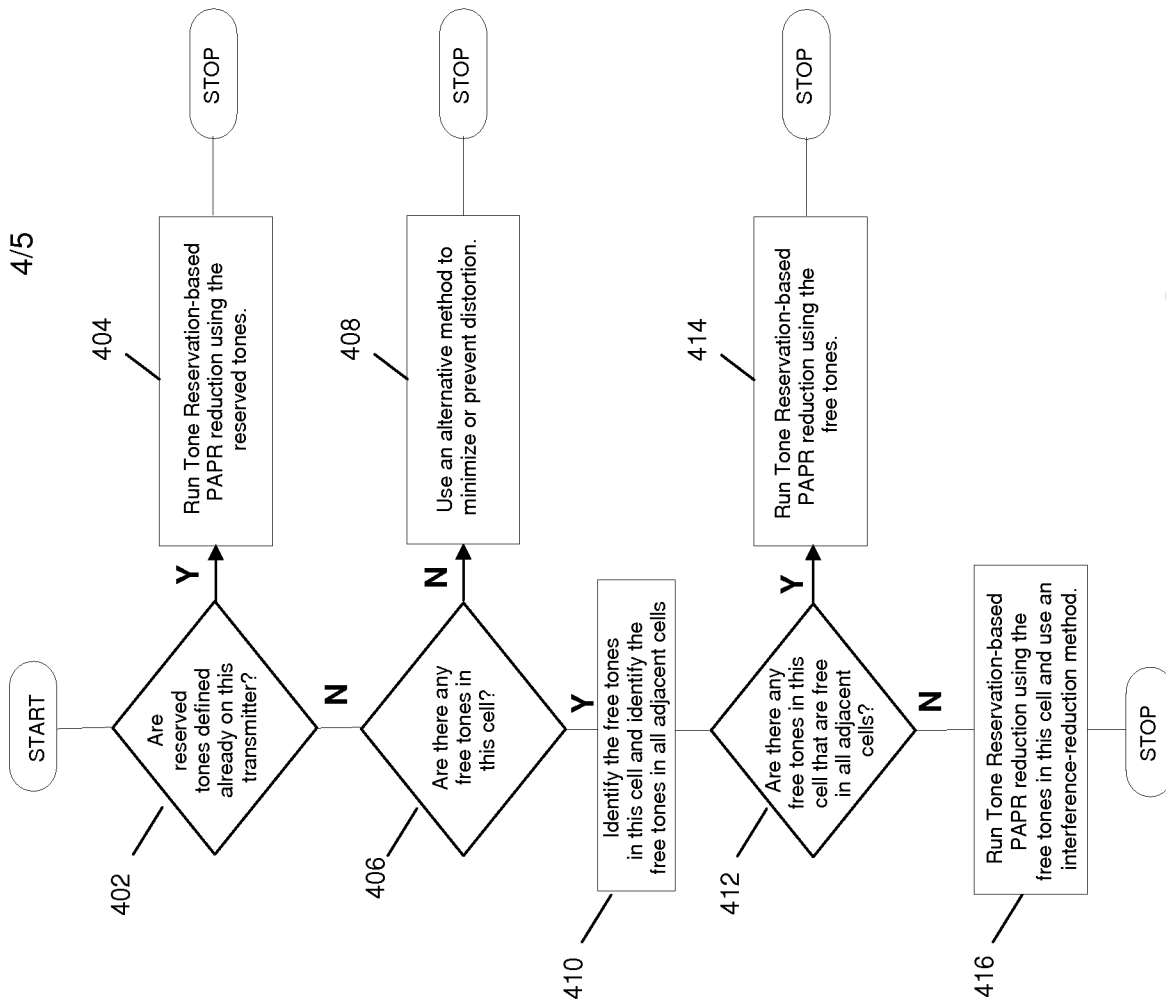 4/5
START
402
Are
reserved
tones defined
already on this
transmitter?
Y
404
Run Tone Reservation-based
PAPR reduction using the
reserved tones.
STOP
N
406
Are there any
free tones in
this cell?
N
408
Use an alternative method to
minimize or prevent distortion.
STOP
Y
410
Identify the free tones
in this cell and identify the
free tones in all adjacent cells
412
Are there any
free tones in this
cell that are free
in all adjacent
cells?
Y
414
Run Tone Reservation-based
PAPR reduction using the
free tones.
STOP
N
416
Run Tone Reservation-based
PAPR reduction using the
free tones in this cell and use an
interference-reduction method.
STOP